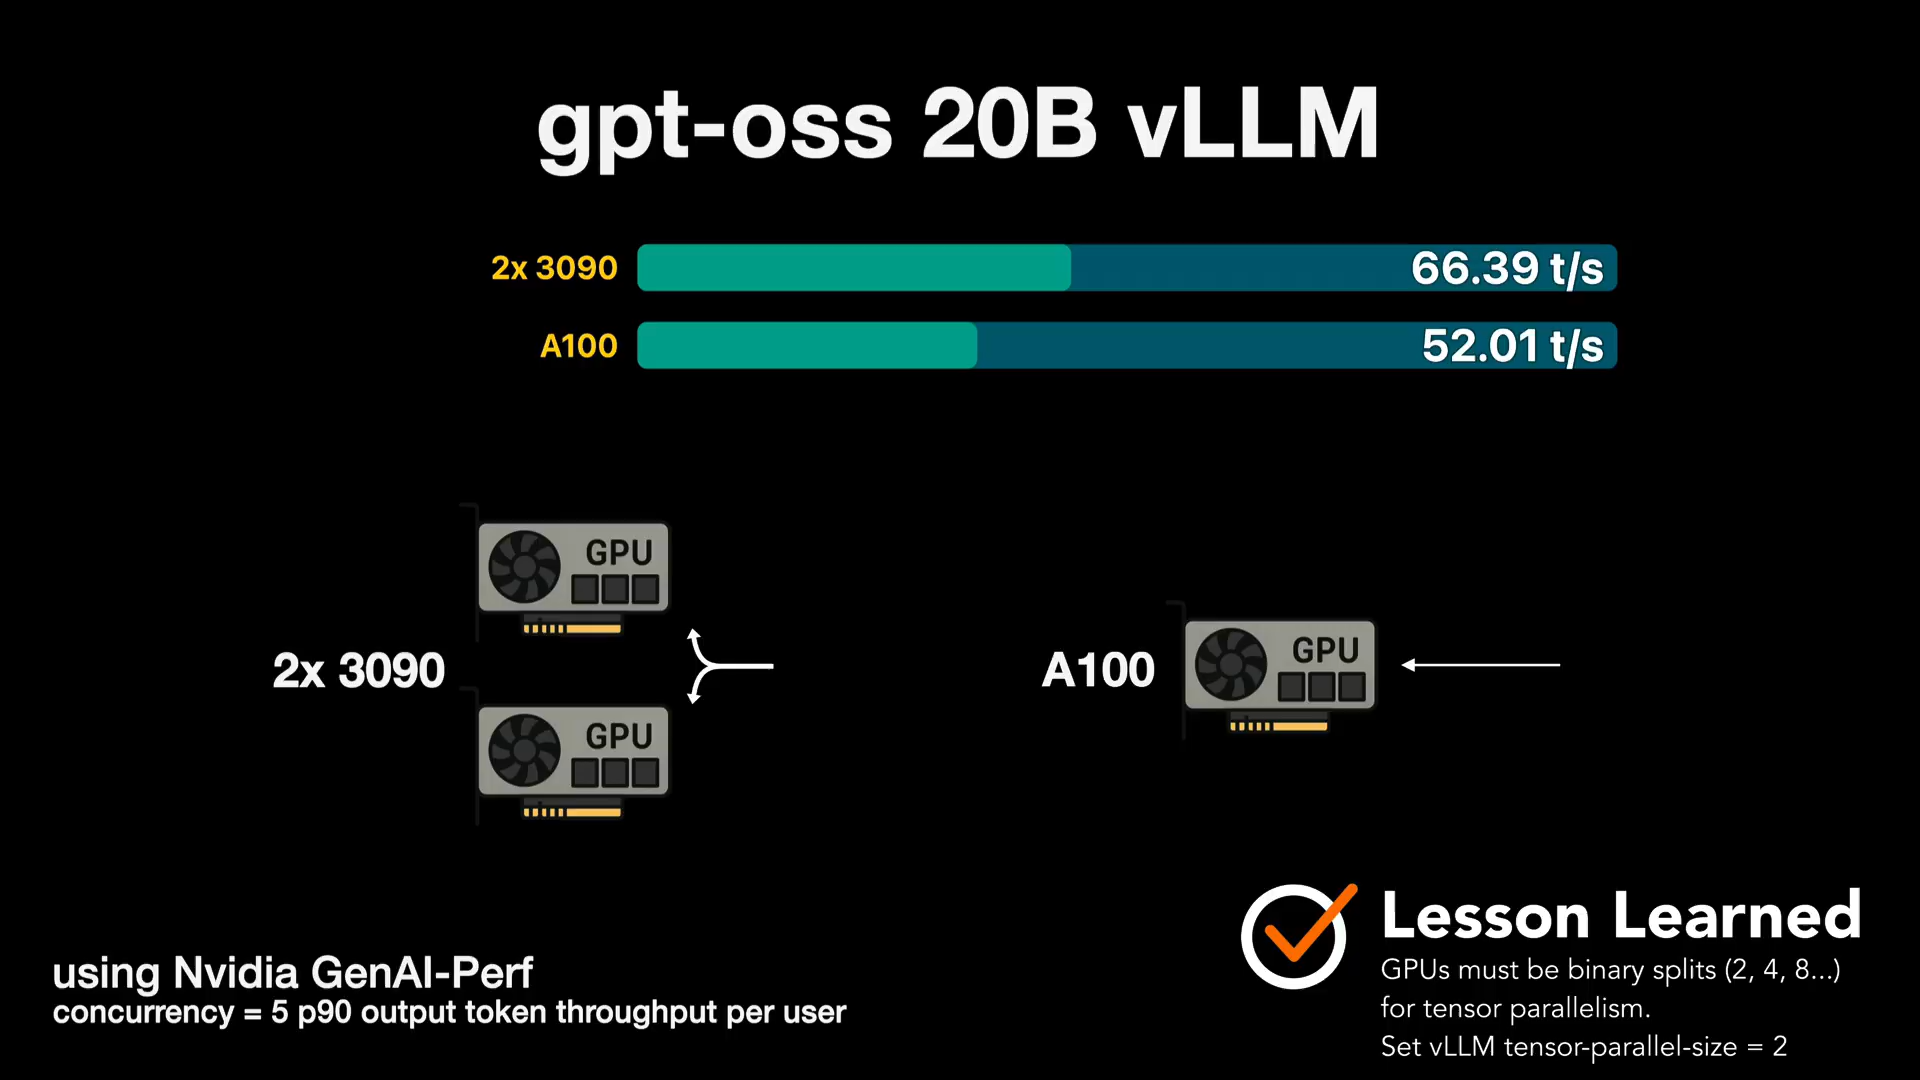 gpt-oss 20B vLLM
2x 3090
66.39 t/s
A100
52.01 t/s
GPU
2x 3090
GPU
A100
GPU
using Nvidia GenAI-Perf
concurrency = 5 p90 output token throughput per user
Lesson Learned
GPUs must be binary splits (2, 4, 8...)
for tensor parallelism.
Set vLLM tensor-parallel-size = 2